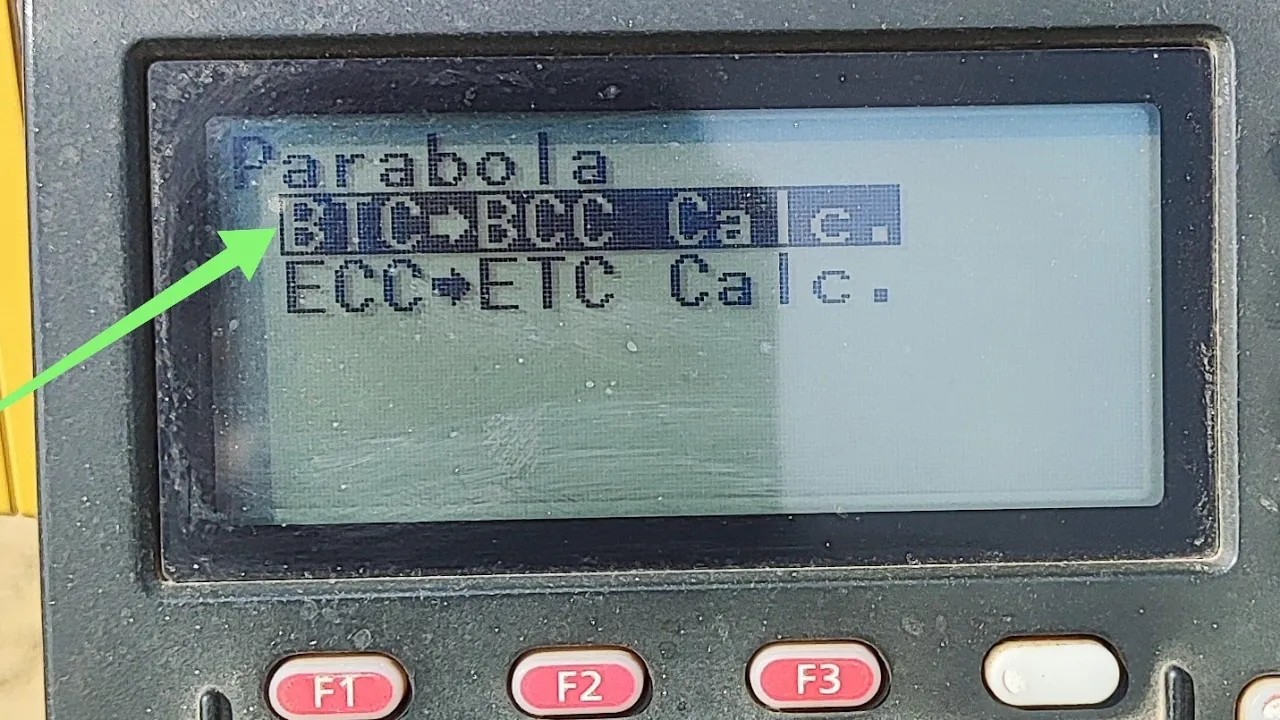 Parabola
BTC➡BCC Calc.
ECC➡ETC Calc.
F1 F2 F3